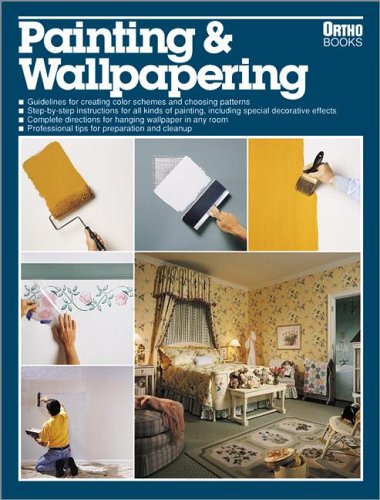 Painting &
Wallpapering
ORTHO
BOOKS
■ Guidelines for creating color schemes and choosing patterns
■ Step-by-step instructions for all kinds of painting, including special decorative effects
■ Complete directions for hanging wallpaper in any room
■ Professional tips for preparation and cleanup